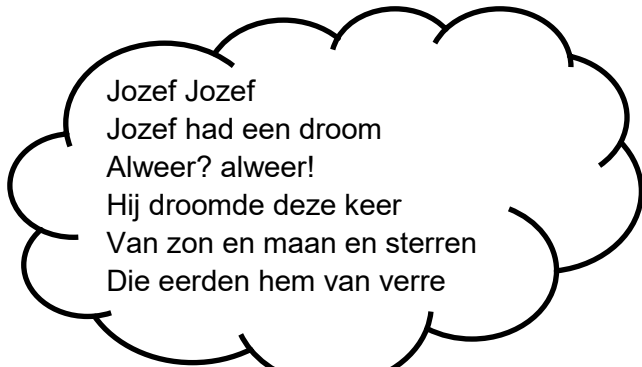 Jozef Jozef
Jozef had een droom
Alweer? alweer!
Hij droomde deze keer
Van zon en maan en sterren
Die eerden hem van verre